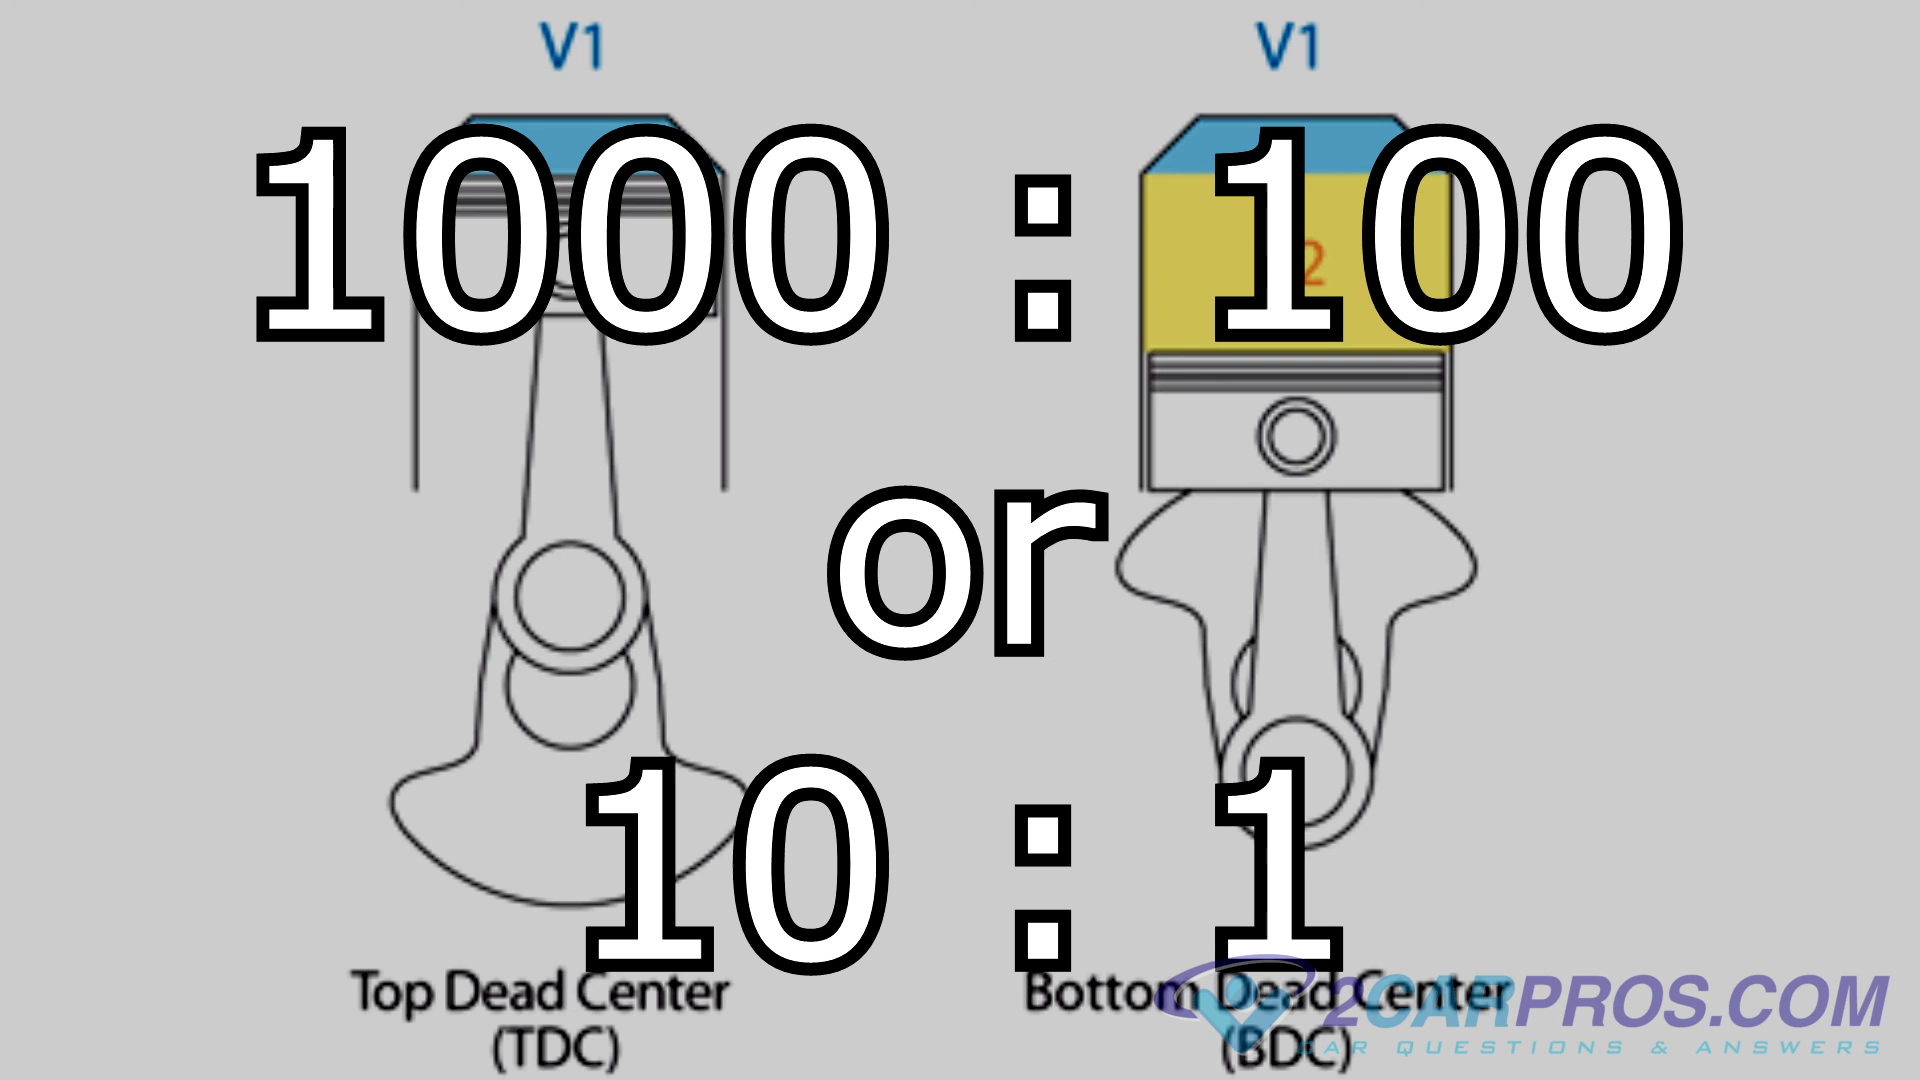 V1 V1
1000 : 100
2
or
10 : 1
Top Dead Center
(TDC)
Bottom Dead Center
(BDC)
2CARPROS.COM
CAR QUESTIONS & ANSWERS